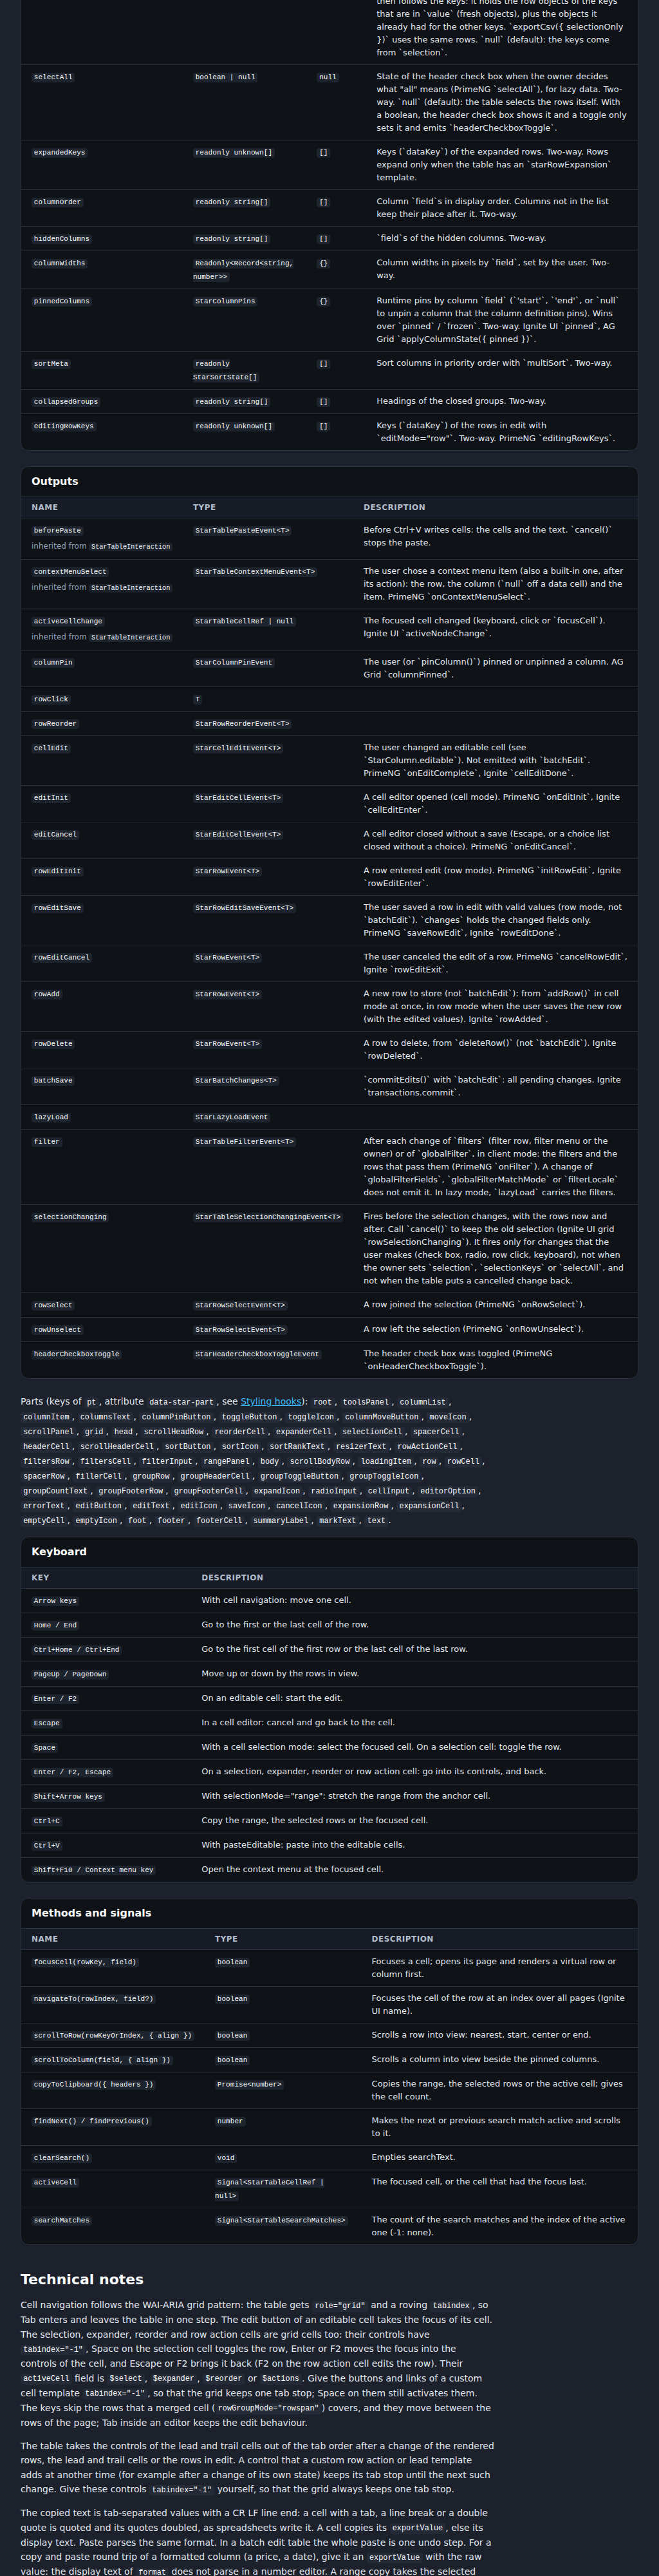 then follows the keys: it holds the row objects of the keys
that are in `value` (fresh objects), plus the objects it
already had for the other keys. `exportCsv({ selectionOnly
})` uses the same rows. `null` (default): the keys come
from `selection`.
selectAll boolean | null null State of the header check box when the owner decides
what "all" means (PrimeNG `selectAll`), for lazy data. Two-
way. `null` (default): the table selects the rows itself. With
a boolean, the header check box shows it and a toggle only
sets it and emits `headerCheckboxToggle`.
expandedKeys readonly unknown[] [] Keys (`dataKey`) of the expanded rows. Two-way. Rows
expand only when the table has an `starRowExpansion`
template.
columnOrder readonly string[] [] Column `field`s in display order. Columns not in the list
keep their place after it. Two-way.
hiddenColumns readonly string[] [] `field`s of the hidden columns. Two-way.
columnWidths Readonly<Record<string, {} Column widths in pixels by `field`, set by the user. Two-
number>> way.
pinnedColumns StarColumnPins {} Runtime pins by column `field` (`'start'`, `'end'`, or `null`
to unpin a column that the column definition pins). Wins
over `pinned` / `frozen`. Two-way. Ignite UI `pinned`, AG
Grid `applyColumnState({ pinned })`.
sortMeta readonly [] Sort columns in priority order with `multiSort`. Two-way.
StarSortState[]
collapsedGroups readonly string[] [] Headings of the closed groups. Two-way.
editingRowKeys readonly unknown[] [] Keys (`dataKey`) of the rows in edit with
`editMode="row"`. Two-way. PrimeNG `editingRowKeys`.
Outputs
NAME TYPE DESCRIPTION
beforePaste StarTablePasteEvent<T> Before Ctrl+V writes cells: the cells and the text. `cancel()`
inherited from StarTableInteraction stops the paste.
contextMenuSelect StarTableContextMenuEvent<T> The user chose a context menu item (also a built-in one, after
inherited from StarTableInteraction its action): the row, the column (`null` off a data cell) and the
item. PrimeNG `onContextMenuSelect`.
activeCellChange StarTableCellRef | null The focused cell changed (keyboard, click or `focusCell`).
inherited from StarTableInteraction Ignite UI `activeNodeChange`.
columnPin StarColumnPinEvent The user (or `pinColumn()`) pinned or unpinned a column. AG
Grid `columnPinned`.
rowClick T
rowReorder StarRowReorderEvent<T>
cellEdit StarCellEditEvent<T> The user changed an editable cell (see
`StarColumn.editable`). Not emitted with `batchEdit`.
PrimeNG `onEditComplete`, Ignite `cellEditDone`.
editInit StarEditCellEvent<T> A cell editor opened (cell mode). PrimeNG `onEditInit`, Ignite
`cellEditEnter`.
editCancel StarEditCellEvent<T> A cell editor closed without a save (Escape, or a choice list
closed without a choice). PrimeNG `onEditCancel`.
rowEditInit StarRowEvent<T> A row entered edit (row mode). PrimeNG `initRowEdit`, Ignite
`rowEditEnter`.
rowEditSave StarRowEditSaveEvent<T> The user saved a row in edit with valid values (row mode, not
`batchEdit`). `changes` holds the changed fields only.
PrimeNG `saveRowEdit`, Ignite `rowEditDone`.
rowEditCancel StarRowEvent<T> The user canceled the edit of a row. PrimeNG `cancelRowEdit`,
Ignite `rowEditExit`.
rowAdd StarRowEvent<T> A new row to store (not `batchEdit`): from `addRow()` in cell
mode at once, in row mode when the user saves the new row
(with the edited values). Ignite `rowAdded`.
rowDelete StarRowEvent<T> A row to delete, from `deleteRow()` (not `batchEdit`). Ignite
`rowDeleted`.
batchSave StarBatchChanges<T> `commitEdits()` with `batchEdit`: all pending changes. Ignite
`transactions.commit`.
lazyLoad StarLazyLoadEvent
filter StarTableFilterEvent<T> After each change of `filters` (filter row, filter menu or the
owner) or of `globalFilter`, in client mode: the filters and the
rows that pass them (PrimeNG `onFilter`). A change of
`globalFilterFields`, `globalFilterMatchMode` or `filterLocale`
does not emit it. In lazy mode, `lazyLoad` carries the filters.
selectionChanging StarTableSelectionChangingEvent<T> Fires before the selection changes, with the rows now and
after. Call `cancel()` to keep the old selection (Ignite UI grid
`rowSelectionChanging`). It fires only for changes that the
user makes (check box, radio, row click, keyboard), not when
the owner sets `selection`, `selectionKeys` or `selectAll`, and
not when the table puts a cancelled change back.
rowSelect StarRowSelectEvent<T> A row joined the selection (PrimeNG `onRowSelect`).
rowUnselect StarRowSelectEvent<T> A row left the selection (PrimeNG `onRowUnselect`).
headerCheckboxToggle StarHeaderCheckboxToggleEvent The header check box was toggled (PrimeNG
`onHeaderCheckboxToggle`).
Parts (keys of pt , attribute data-star-part , see Styling hooks): root , toolsPanel , columnList ,
columnItem , columnsText , columnPinButton , toggleButton , toggleIcon , columnMoveButton , moveIcon ,
scrollPanel , grid , head , scrollHeadRow , reorderCell , expanderCell , selectionCell , spacerCell ,
headerCell , scrollHeaderCell , sortButton , sortIcon , sortRankText , resizerText , rowActionCell ,
filtersRow , filtersCell , filterInput , rangePanel , body , scrollBodyRow , loadingItem , row , rowCell ,
spacerRow , fillerCell , groupRow , groupHeaderCell , groupToggleButton , groupToggleIcon ,
groupCountText , groupFooterRow , groupFooterCell , expandIcon , radioInput , cellInput , editorOption ,
errorText , editButton , editText , editIcon , saveIcon , cancelIcon , expansionRow , expansionCell ,
emptyCell , emptyIcon , foot , footer , footerCell , summaryLabel , markText , text .
Keyboard
KEY DESCRIPTION
Arrow keys With cell navigation: move one cell.
Home / End Go to the first or the last cell of the row.
Ctrl+Home / Ctrl+End Go to the first cell of the first row or the last cell of the last row.
PageUp / PageDown Move up or down by the rows in view.
Enter / F2 On an editable cell: start the edit.
Escape In a cell editor: cancel and go back to the cell.
Space With a cell selection mode: select the focused cell. On a selection cell: toggle the row.
Enter / F2, Escape On a selection, expander, reorder or row action cell: go into its controls, and back.
Shift+Arrow keys With selectionMode="range": stretch the range from the anchor cell.
Ctrl+C Copy the range, the selected rows or the focused cell.
Ctrl+V With pasteEditable: paste into the editable cells.
Shift+F10 / Context menu key Open the context menu at the focused cell.
Methods and signals
NAME TYPE DESCRIPTION
focusCell(rowKey, field) boolean Focuses a cell; opens its page and renders a virtual row or
column first.
navigateTo(rowIndex, field?) boolean Focuses the cell of the row at an index over all pages (Ignite
UI name).
scrollToRow(rowKeyOrIndex, { align }) boolean Scrolls a row into view: nearest, start, center or end.
scrollToColumn(field, { align }) boolean Scrolls a column into view beside the pinned columns.
copyToClipboard({ headers }) Promise<number> Copies the range, the selected rows or the active cell; gives
the cell count.
findNext() / findPrevious() number Makes the next or previous search match active and scrolls
to it.
clearSearch() void Empties searchText.
activeCell Signal<StarTableCellRef | The focused cell, or the cell that had the focus last.
null>
searchMatches Signal<StarTableSearchMatches> The count of the search matches and the index of the active
one (-1: none).
Technical notes
Cell navigation follows the WAI-ARIA grid pattern: the table gets role="grid" and a roving tabindex , so
Tab enters and leaves the table in one step. The edit button of an editable cell takes the focus of its cell.
The selection, expander, reorder and row action cells are grid cells too: their controls have
tabindex="-1" , Space on the selection cell toggles the row, Enter or F2 moves the focus into the
controls of the cell, and Escape or F2 brings it back (F2 on the row action cell edits the row). Their
activeCell field is $select , $expander , $reorder or $actions . Give the buttons and links of a custom
cell template tabindex="-1" , so that the grid keeps one tab stop; Space on them still activates them.
The keys skip the rows that a merged cell ( rowGroupMode="rowspan" ) covers, and they move between the
rows of the page; Tab inside an editor keeps the edit behaviour.
The table takes the controls of the lead and trail cells out of the tab order after a change of the rendered
rows, the lead and trail cells or the rows in edit. A control that a custom row action or lead template
adds at another time (for example after a change of its own state) keeps its tab stop until the next such
change. Give these controls tabindex="-1" yourself, so that the grid always keeps one tab stop.
The copied text is tab-separated values with a CR LF line end: a cell with a tab, a line break or a double
quote is quoted and its quotes doubled, as spreadsheets write it. A cell copies its exportValue , else its
display text. Paste parses the same format. In a batch edit table the whole paste is one undo step. For a
copy and paste round trip of a formatted column (a price, a date), give it an exportValue with the raw
value: the display text of format does not parse in a number editor. A range copy takes the selected